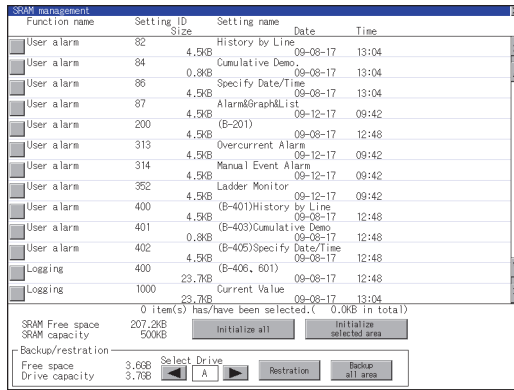 SRAM management
Function name Setting ID Setting name
Size Date Time
User alarm 82 History by Line
4.5KB 09-08-17 13:04
User alarm 84 Cumulative Demo.
0.8KB 09-08-17 13:04
User alarm 86 Specify Date/Time
4.5KB 09-08-17 13:04
User alarm 87 Alarm&Graph&List
4.5KB 09-12-17 09:42
User alarm 200 (B-201)
4.5KB 09-08-17 12:48
User alarm 313 Overcurrent Alarm
4.5KB 09-12-17 09:42
User alarm 314 Manual Event Alarm
4.5KB 09-12-17 09:42
User alarm 352 Ladder Monitor
4.5KB 09-12-17 09:42
User alarm 400 (B-401)History by Line
4.5KB 09-08-17 12:48
User alarm 401 (B-403)Cumulative Demo
0.8KB 09-08-17 12:48
User alarm 402 (B-405)Specify Date/Time
4.5KB 09-08-17 12:48
Logging 400 (B-406, 601)
23.7KB 09-08-17 12:48
Logging 1000 Current Value
23.7KB 09-08-17 13:04
0 item(s) has/have been selected.( 0.0KB in total)
SRAM Free space 207.2KB
SRAM capacity 500KB
Initialize all
Initialize
selected area
Backup/restration
Free space 3.6GB
Drive capacity 3.7GB
Select Drive
A
Restration
Backup
all area